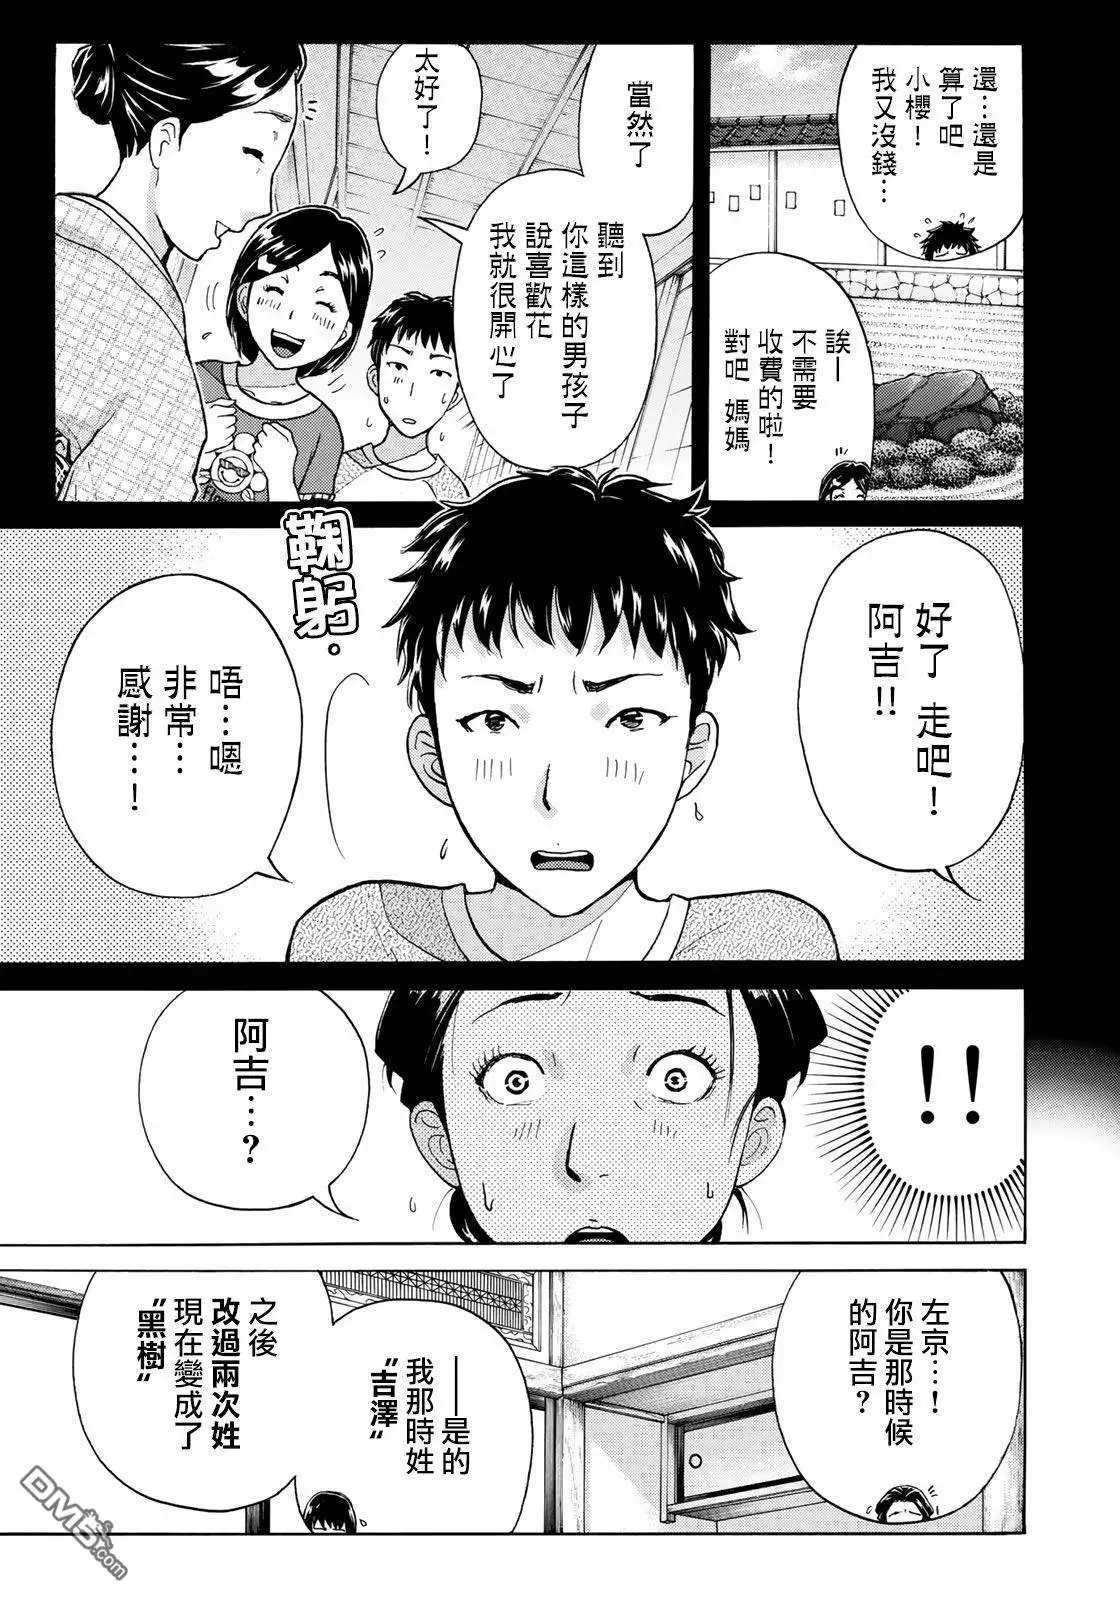 還…還是
算了吧
小櫻！
我又沒錢…
誒—
不需要
收費的啦！
對吧 媽媽
當然了
聽到
你這樣的男孩子
說喜歡花
我就很開心了
太好了！
好了 走吧！
阿吉!!
鞠躬。
唔…嗯
非常…
感謝…！
!!
阿吉…？
左京…！
你是那時候
的阿吉？
——是的
我那時姓
“吉澤”
之後
改過兩次姓
現在變成了
“黑樹”
DM5